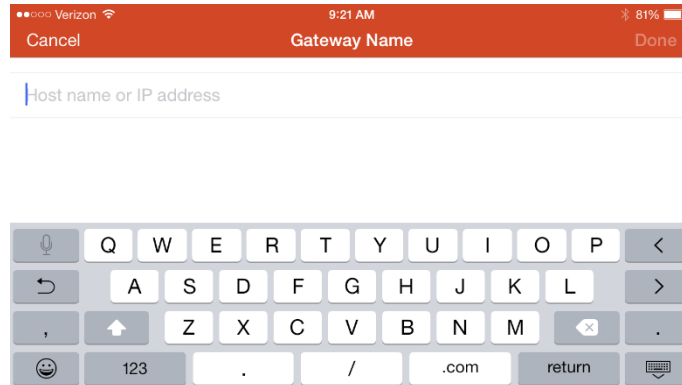 Verizon 9:21 AM 81%
Cancel Gateway Name Done
Host name or IP address
Q W E R T Y U I O P <
A S D F G H J K L >
, Z X C V B N M .
123 . / .com return